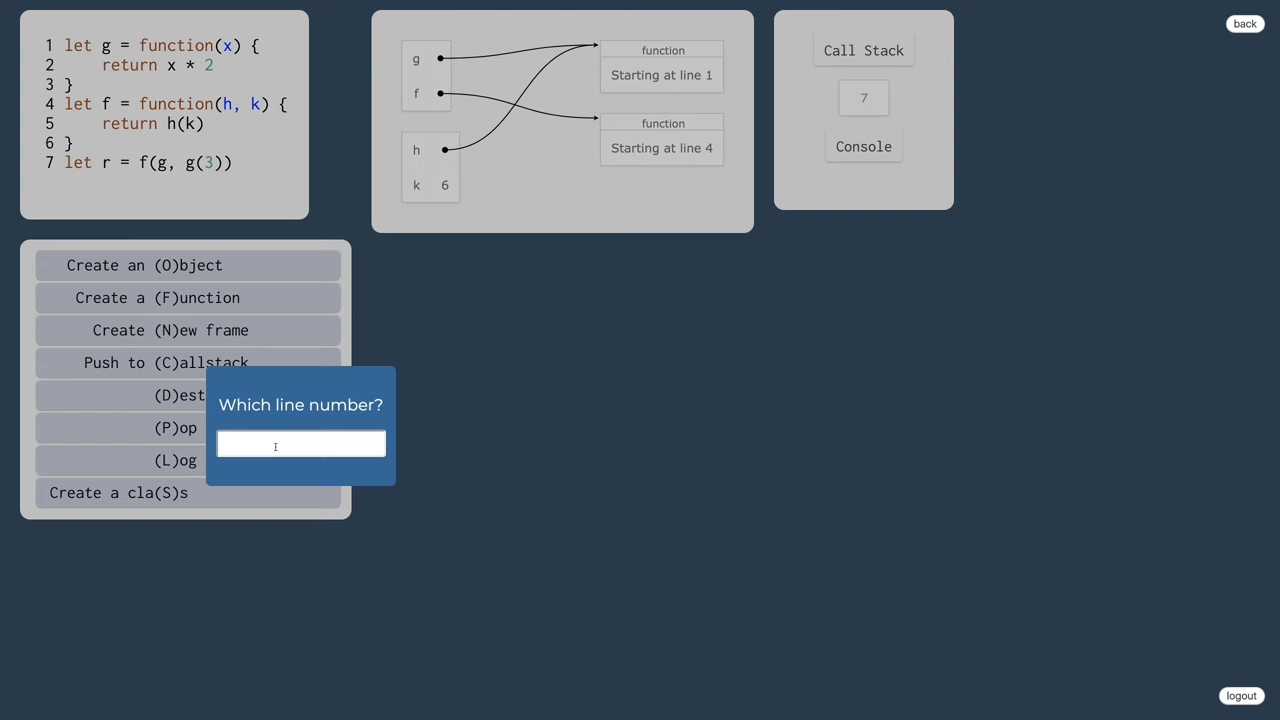 1 let g = function(x) {
2     return x * 2
3 }
4 let f = function(h, k) {
5     return h(k)
6 }
7 let r = f(g, g(3))
g
f
h
k 6
function
Starting at line 1
function
Starting at line 4
Call Stack
7
Console
back
Create an (O)bject
Create a (F)unction
Create (N)ew frame
Push to (C)allstack
(D)est
(P)op
(L)og
Create a cla(S)s
Which line number?
logout